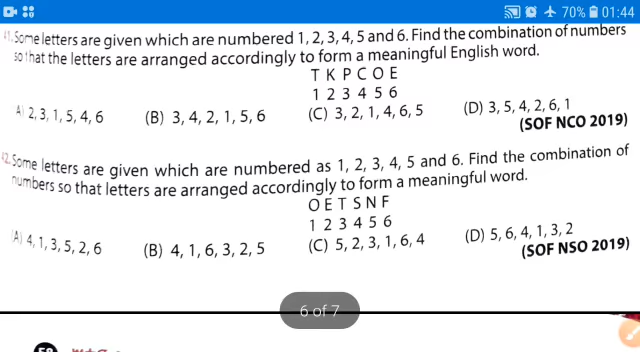 70% 01:44
41. Some letters are given which are numbered 1, 2, 3, 4, 5 and 6. Find the combination of numbers
so that the letters are arranged accordingly to form a meaningful English word.
T K P C O E
1 2 3 4 5 6
A) 2, 3, 1, 5, 4, 6 (B) 3, 4, 2, 1, 5, 6 (C) 3, 2, 1, 4, 6, 5 (D) 3, 5, 4, 2, 6, 1
(SOF NCO 2019)
42. Some letters are given which are numbered as 1, 2, 3, 4, 5 and 6. Find the combination of
numbers so that letters are arranged accordingly to form a meaningful word.
O E T S N F
1 2 3 4 5 6
(A) 4, 1, 3, 5, 2, 6 (B) 4, 1, 6, 3, 2, 5 (C) 5, 2, 3, 1, 6, 4 (D) 5, 6, 4, 1, 3, 2
(SOF NSO 2019)
6 of 7